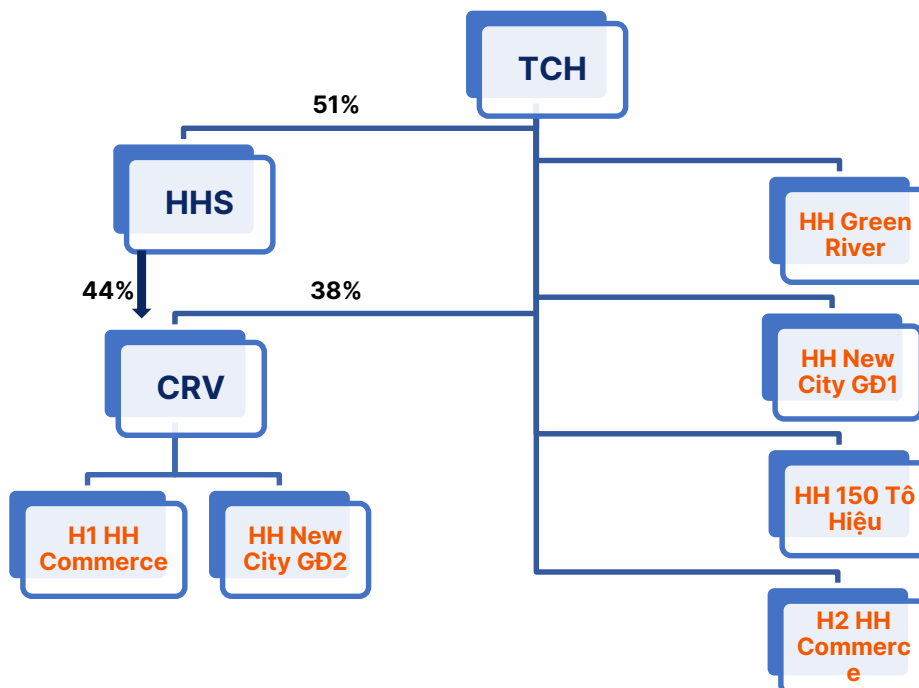 TCH
51%
HHS
HH Green
River
44%
38%
CRV
HH New
City GĐ1
H1 HH
Commerce
HH New
City GĐ2
HH 150 Tô
Hiệu
H2 HH
Commerc
e